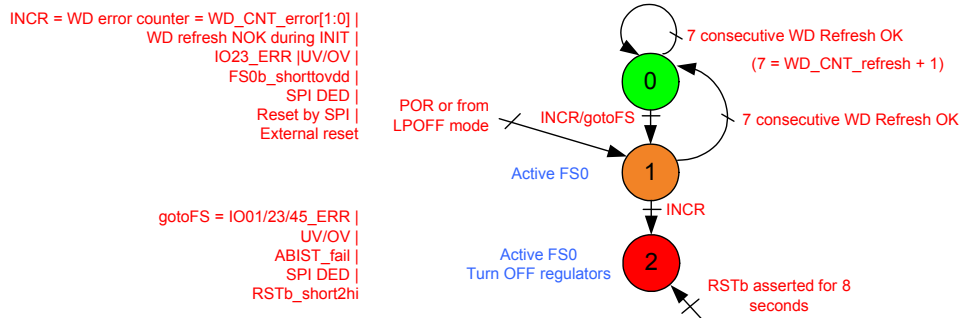 INCR = WD error counter = WD_CNT_error[1:0] |
WD refresh NOK during INIT |
IO23_ERR |UV/OV |
FS0b_shorttovdd |
SPI DED |
Reset by SPI |
External reset
7 consecutive WD Refresh OK
(7 = WD_CNT_refresh + 1)
0
POR or from
LPOFF mode
INCR/gotoFS
7 consecutive WD Refresh OK
Active FS0
1
INCR
gotoFS = IO01/23/45_ERR |
UV/OV |
ABIST_fail |
SPI DED |
RSTb_short2hi
Active FS0
Turn OFF regulators
2
RSTb asserted for 8
seconds